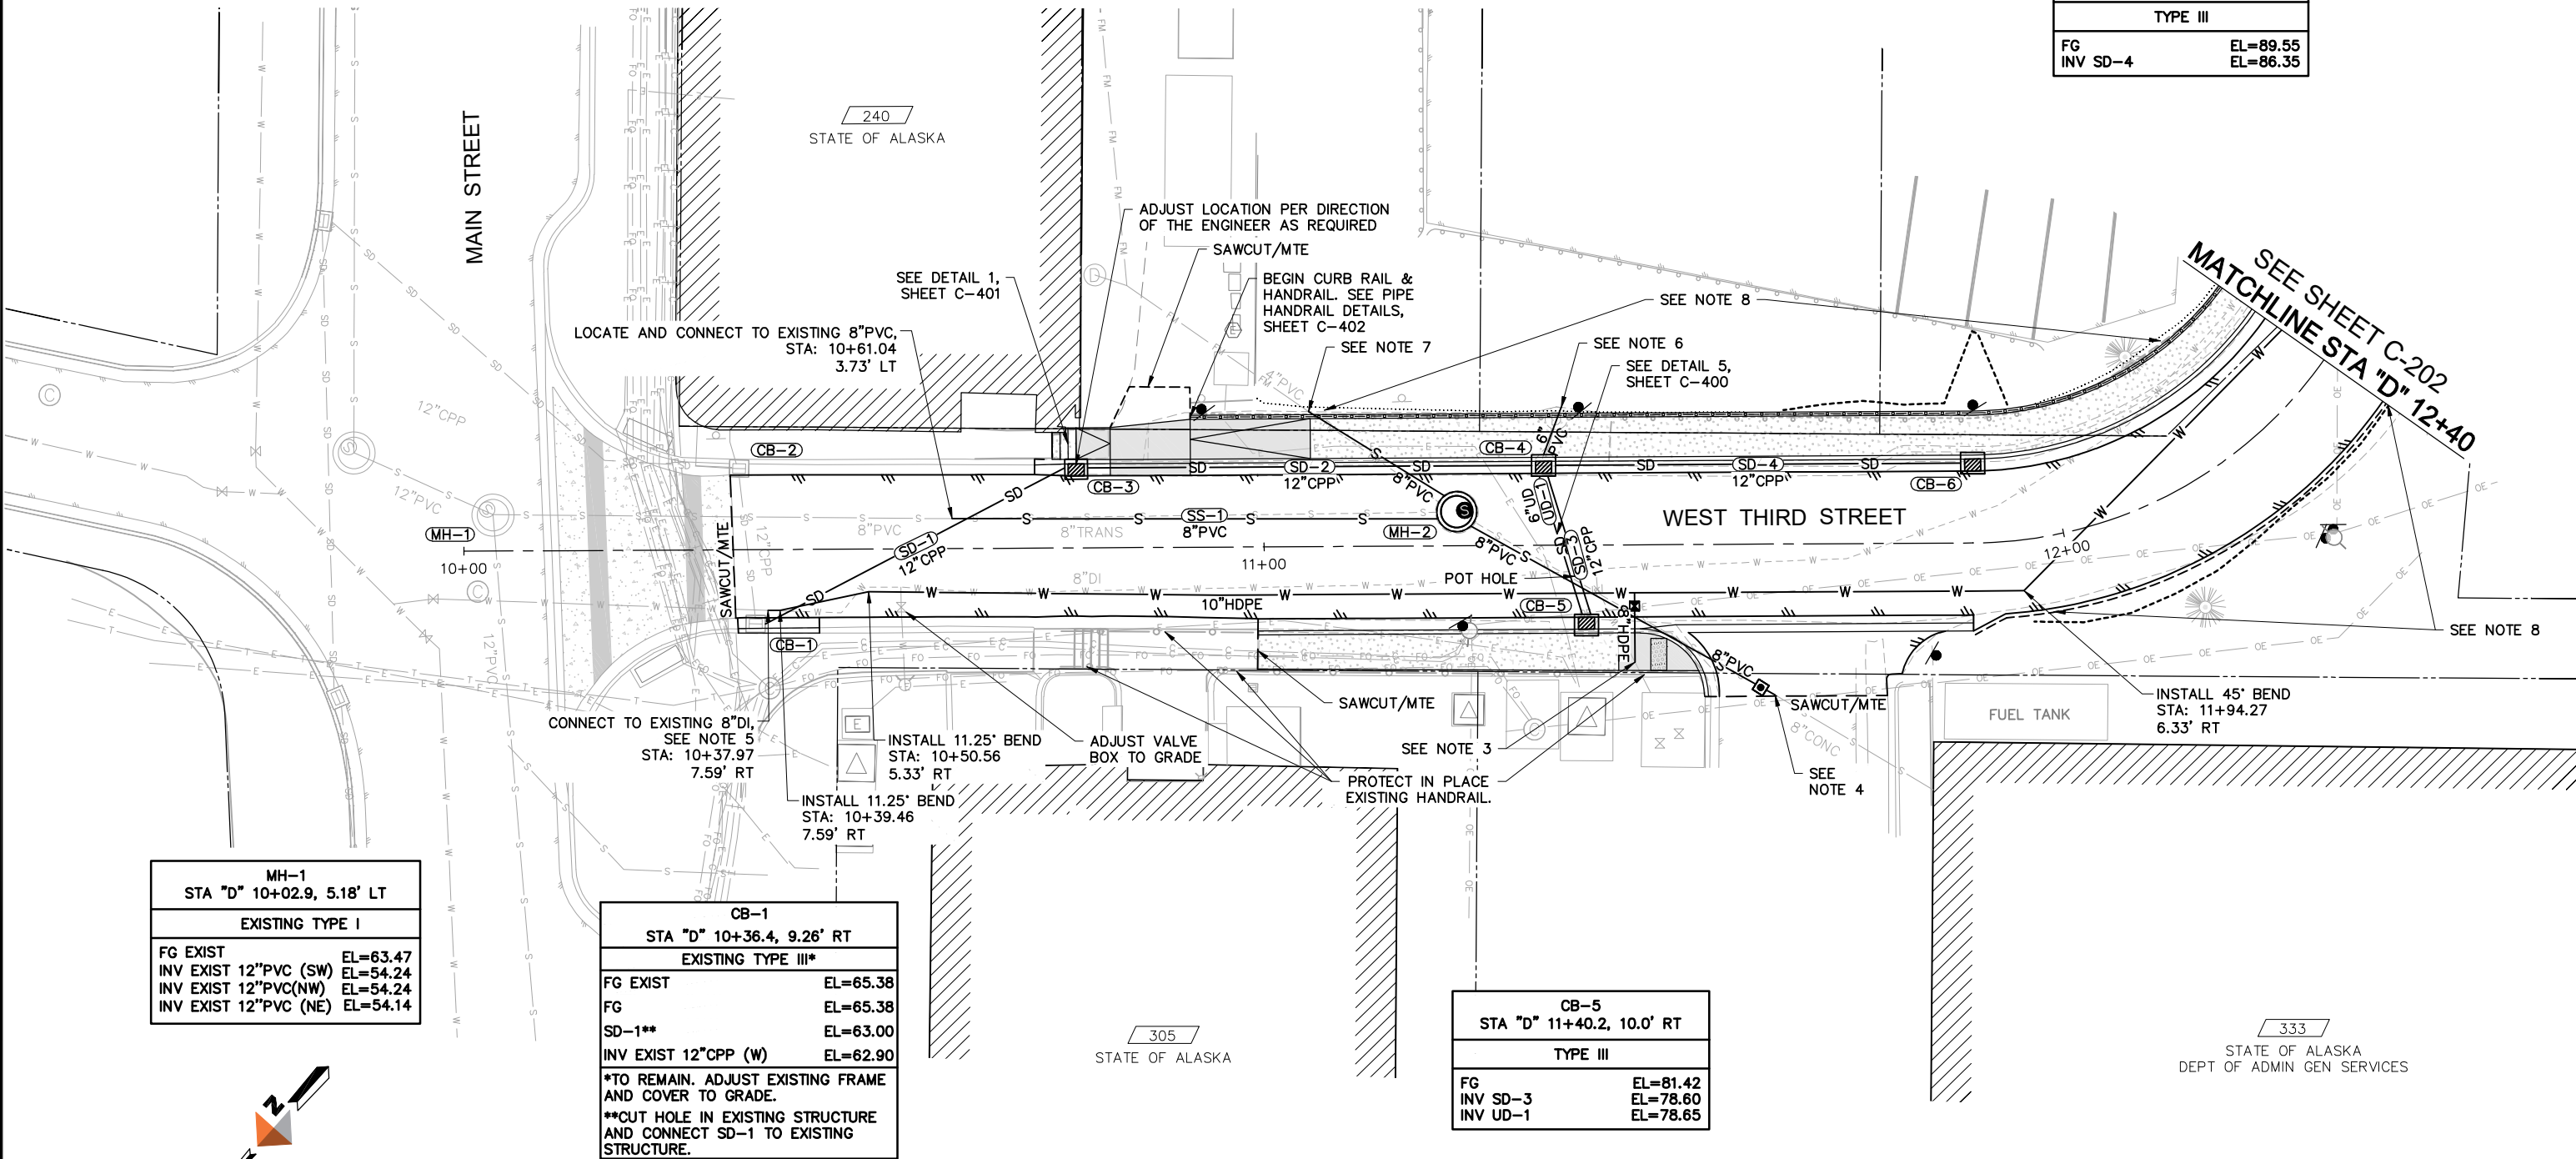 TYPE III
FG EL=89.55
INV SD-4 EL=86.35
MAIN STREET
240
STATE OF ALASKA
ADJUST LOCATION PER DIRECTION
OF THE ENGINEER AS REQUIRED
SAWCUT/MTE
SEE DETAIL 1,
SHEET C-401
BEGIN CURB RAIL &
HANDRAIL. SEE PIPE
HANDRAIL DETAILS,
SHEET C-402
LOCATE AND CONNECT TO EXISTING 8"PVC,
STA: 10+61.04
3.73' LT
SEE NOTE 7
SEE NOTE 8
SEE NOTE 6
SEE DETAIL 5,
SHEET C-400
SEE SHEET C-202
MATCHLINE STA "D" 12+40
4"PVC
12"CPP
12"PVC
CB-2
CB-3
SD-2
12"CPP
CB-4
6"
PVC
SD-4
12"CPP
CB-6
8"PVC
MH-1
10+00
SAWCUT/MTE
12"CPP
8"PVC
SD-1
12"CPP
8"TRANS
SS-1
8"PVC
MH-2
8"PVC
6"UD
UD-1
SD-3
12"CPP
WEST THIRD STREET
11+00
12+00
8"DI
POT HOLE
10"HDPE
CB-5
8"HDPE
CB-1
12"PVC
8"PVC
SEE NOTE 8
CONNECT TO EXISTING 8"DI,
SEE NOTE 5
STA: 10+37.97
7.59' RT
INSTALL 11.25° BEND
STA: 10+50.56
5.33' RT
INSTALL 11.25° BEND
STA: 10+39.46
7.59' RT
ADJUST VALVE
BOX TO GRADE
SAWCUT/MTE
SEE NOTE 3
PROTECT IN PLACE
EXISTING HANDRAIL.
SAWCUT/MTE
8"CONC
SEE
NOTE 4
FUEL TANK
INSTALL 45° BEND
STA: 11+94.27
6.33' RT
MH-1
STA "D" 10+02.9, 5.18' LT
EXISTING TYPE I
FG EXIST EL=63.47
INV EXIST 12"PVC (SW) EL=54.24
INV EXIST 12"PVC(NW) EL=54.24
INV EXIST 12"PVC (NE) EL=54.14
CB-1
STA "D" 10+36.4, 9.26' RT
EXISTING TYPE III*
FG EXIST EL=65.38
FG EL=65.38
SD-1** EL=63.00
INV EXIST 12"CPP (W) EL=62.90
*TO REMAIN. ADJUST EXISTING FRAME
AND COVER TO GRADE.
**CUT HOLE IN EXISTING STRUCTURE
AND CONNECT SD-1 TO EXISTING
STRUCTURE.
305
STATE OF ALASKA
CB-5
STA "D" 11+40.2, 10.0' RT
TYPE III
FG EL=81.42
INV SD-3 EL=78.60
INV UD-1 EL=78.65
333
STATE OF ALASKA
DEPT OF ADMIN GEN SERVICES
N